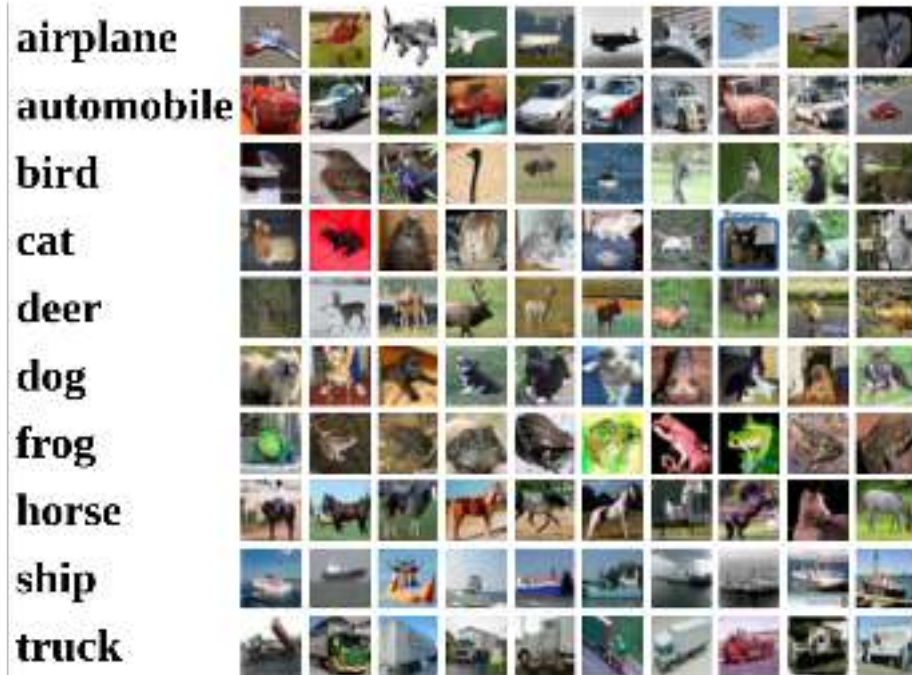 airplane
automobile
bird
cat
deer
dog
frog
horse
ship
truck